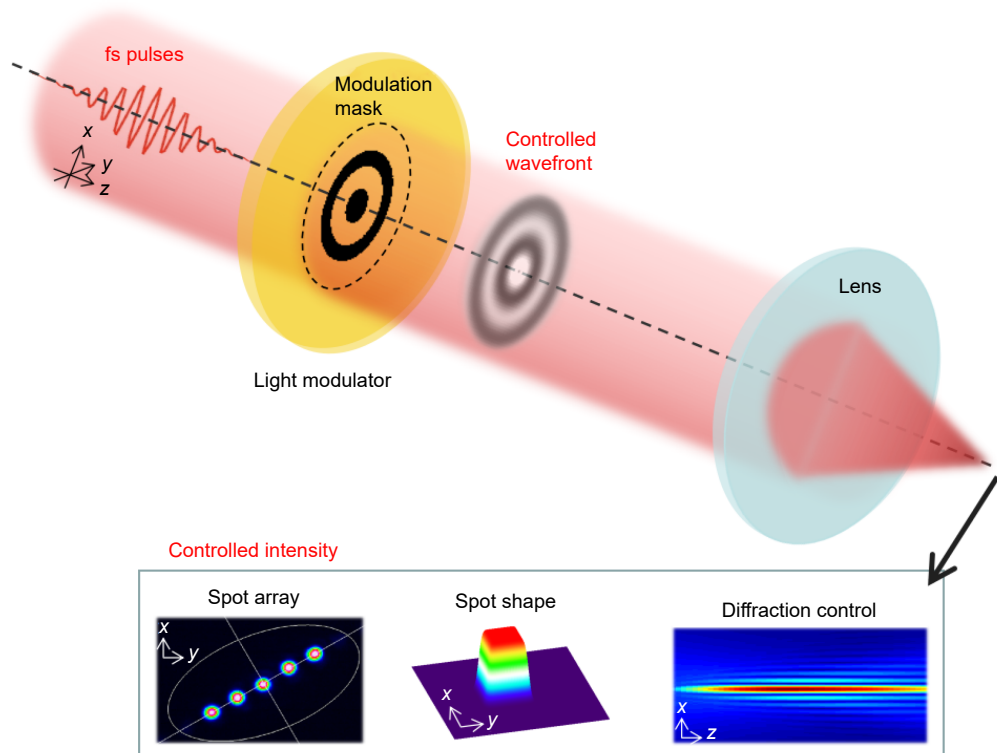 fs pulses
Modulation
mask
x
y
z
Controlled
wavefront
Lens
Light modulator
Controlled intensity
Spot array
Spot shape
Diffraction control
x
y
x
y
x
z